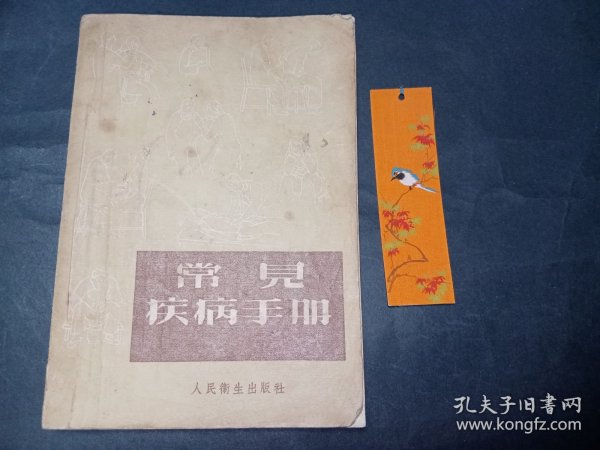 常見
疾病手册
人民衛生出版社
孔夫子旧书网
kongfz.com